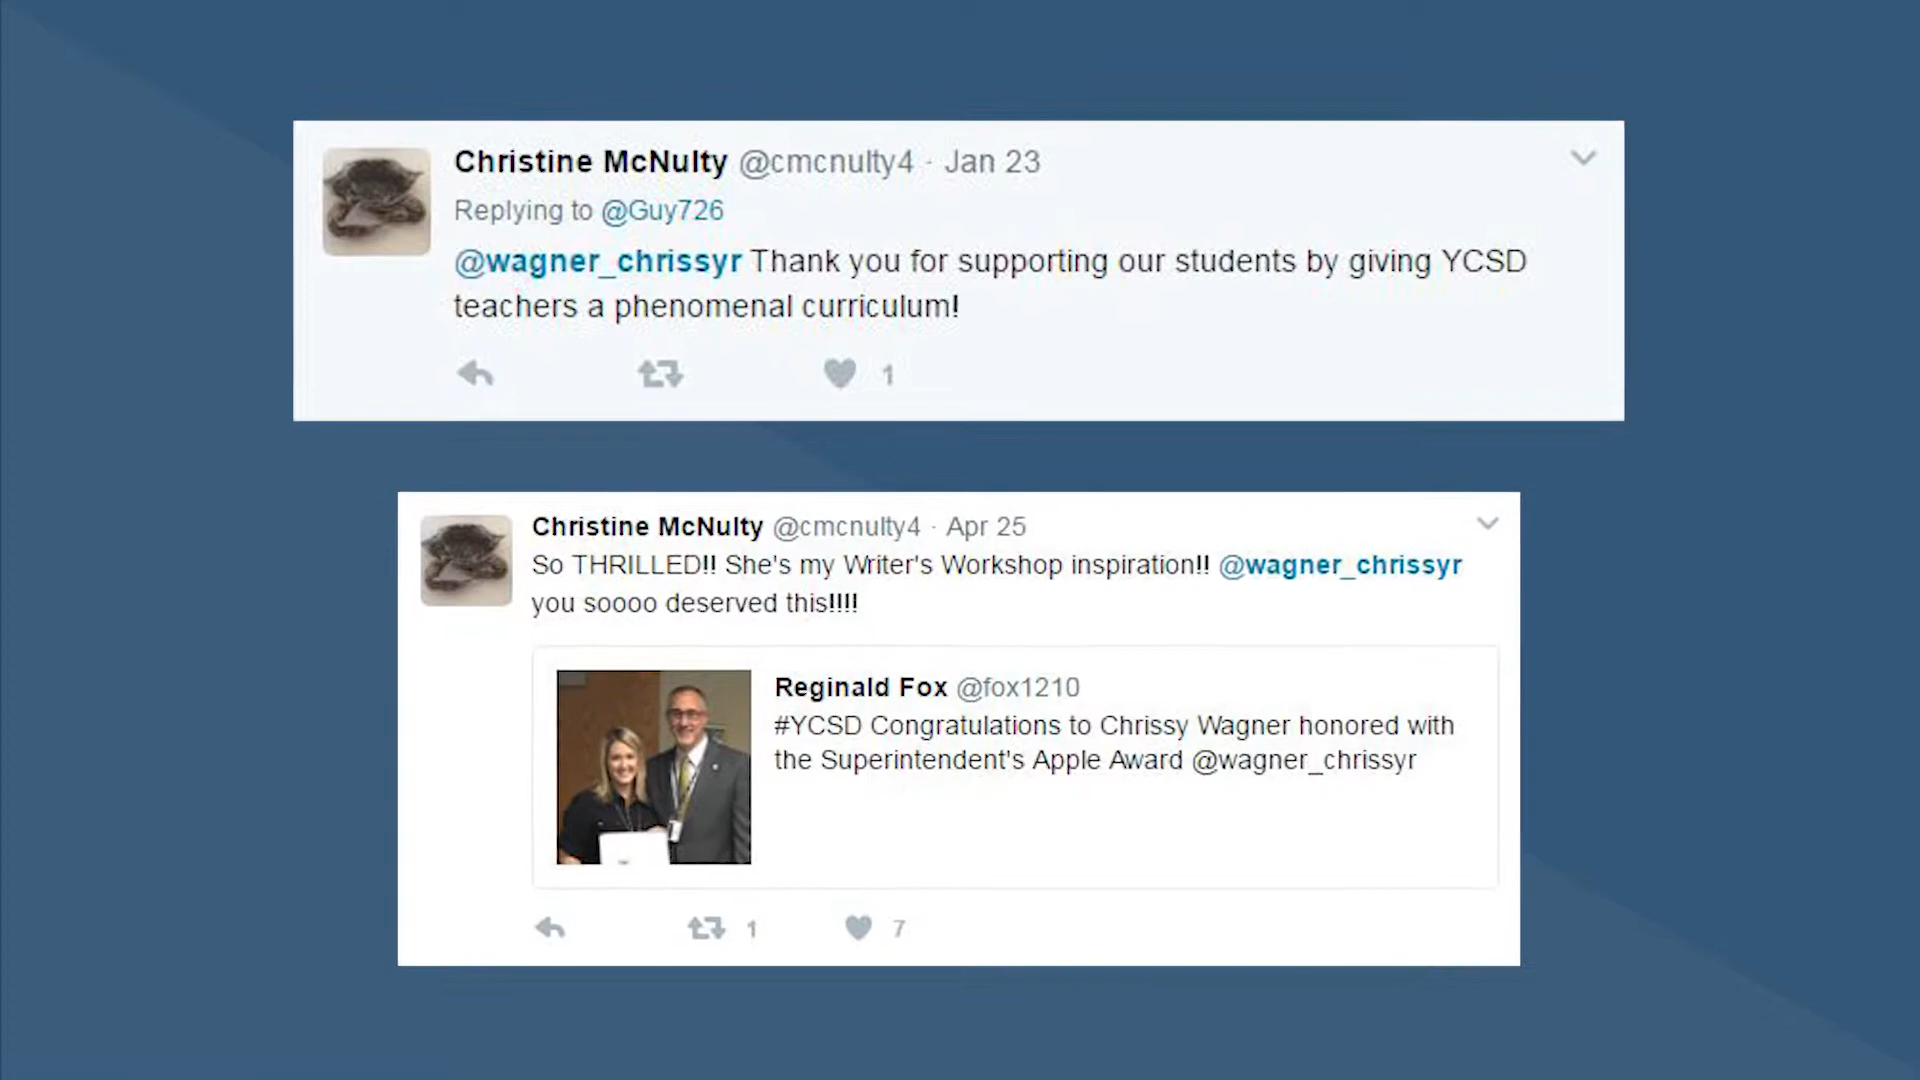 Christine McNulty @cmcnulty4 · Jan 23
Replying to @Guy726
@wagner_chrissyr Thank you for supporting our students by giving YCSD
teachers a phenomenal curriculum!
1
Christine McNulty @cmcnulty4 · Apr 25
So THRILLED!! She's my Writer's Workshop inspiration!! @wagner_chrissyr
you soooo deserved this!!!!
Reginald Fox @fox1210
#YCSD Congratulations to Chrissy Wagner honored with
the Superintendent's Apple Award @wagner_chrissyr
1 7